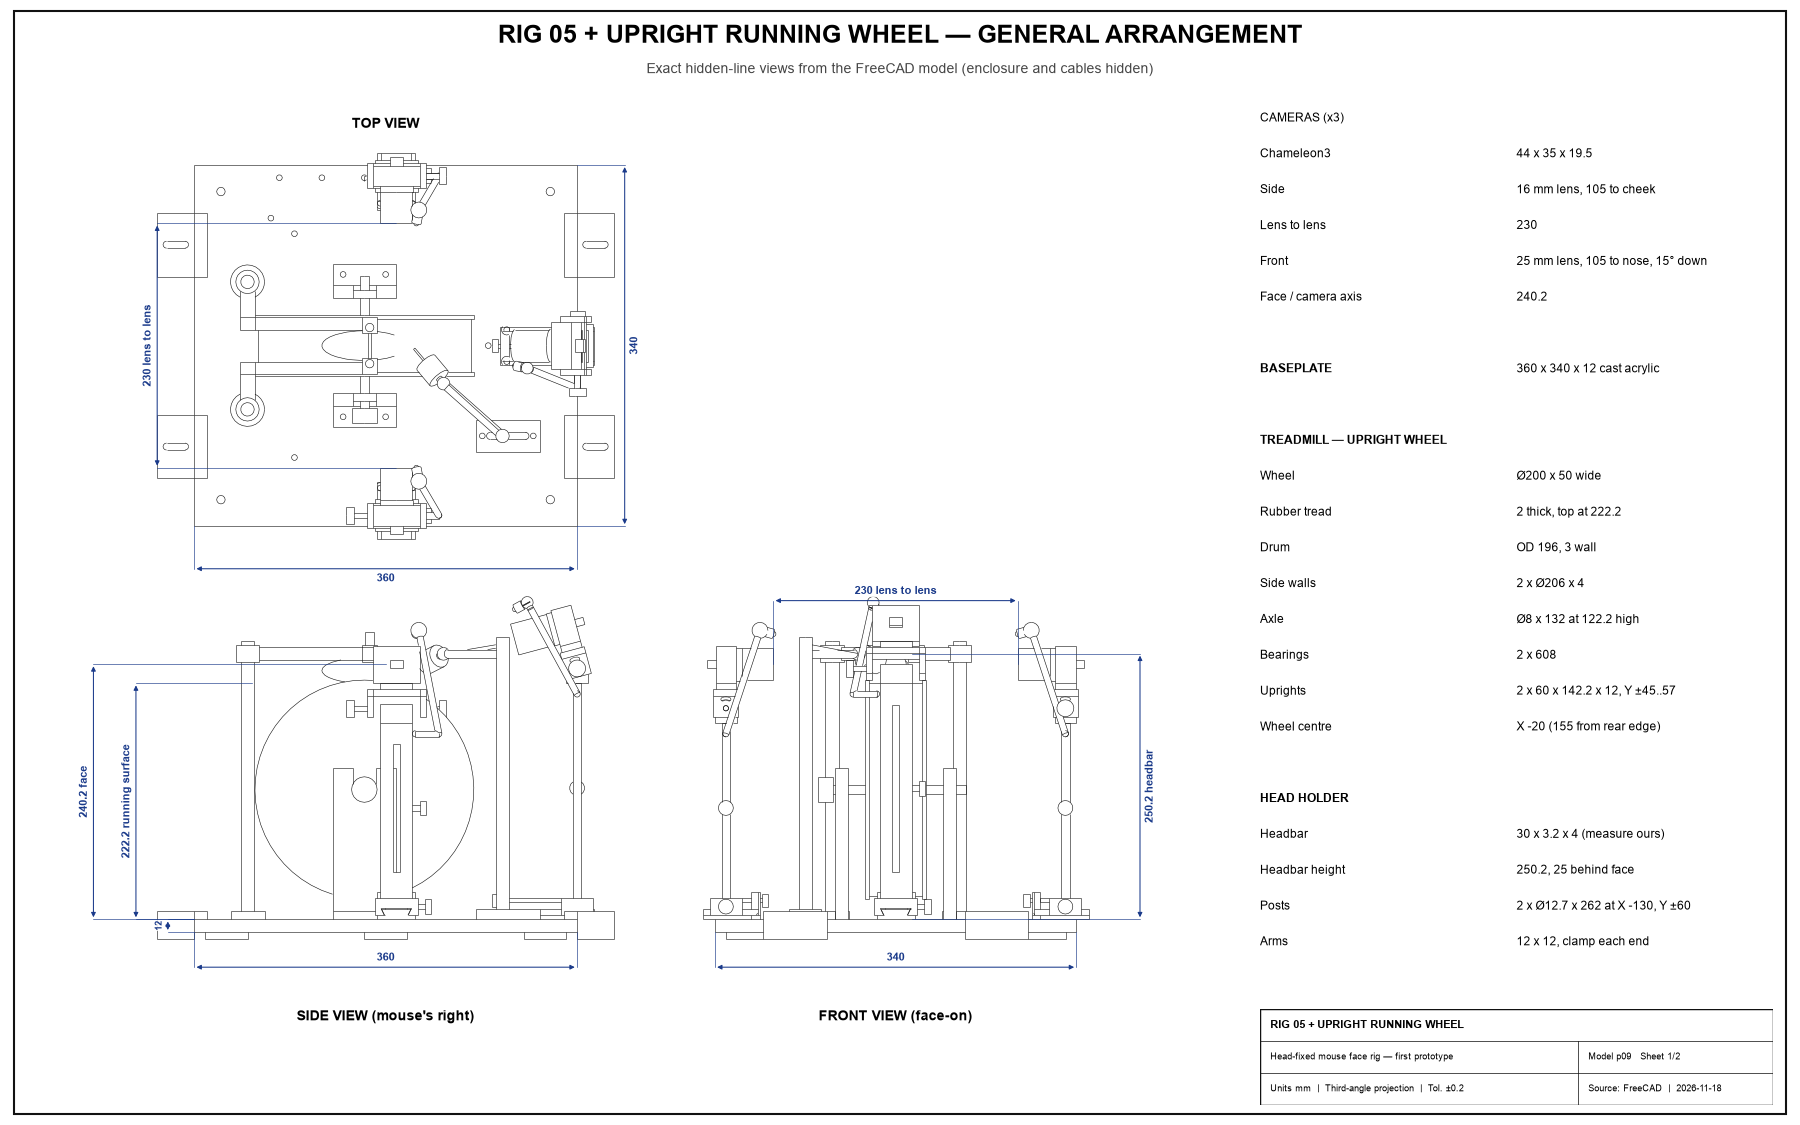 RIG 05 + UPRIGHT RUNNING WHEEL — GENERAL ARRANGEMENT
Exact hidden-line views from the FreeCAD model (enclosure and cables hidden)
TOP VIEW
230 lens to lens
340
360
230 lens to lens
240.2 face
222.2 running surface
12
250.2 headbar
360
340
SIDE VIEW (mouse's right)
FRONT VIEW (face-on)
CAMERAS (x3)
Chameleon3 44 x 35 x 19.5
Side 16 mm lens, 105 to cheek
Lens to lens 230
Front 25 mm lens, 105 to nose, 15° down
Face / camera axis 240.2
BASEPLATE 360 x 340 x 12 cast acrylic
TREADMILL — UPRIGHT WHEEL
Wheel Ø200 x 50 wide
Rubber tread 2 thick, top at 222.2
Drum OD 196, 3 wall
Side walls 2 x Ø206 x 4
Axle Ø8 x 132 at 122.2 high
Bearings 2 x 608
Uprights 2 x 60 x 142.2 x 12, Y ±45..57
Wheel centre X -20 (155 from rear edge)
HEAD HOLDER
Headbar 30 x 3.2 x 4 (measure ours)
Headbar height 250.2, 25 behind face
Posts 2 x Ø12.7 x 262 at X -130, Y ±60
Arms 12 x 12, clamp each end
RIG 05 + UPRIGHT RUNNING WHEEL
Head-fixed mouse face rig — first prototype
Model p09 Sheet 1/2
Units mm | Third-angle projection | Tol. ±0.2
Source: FreeCAD | 2026-11-18